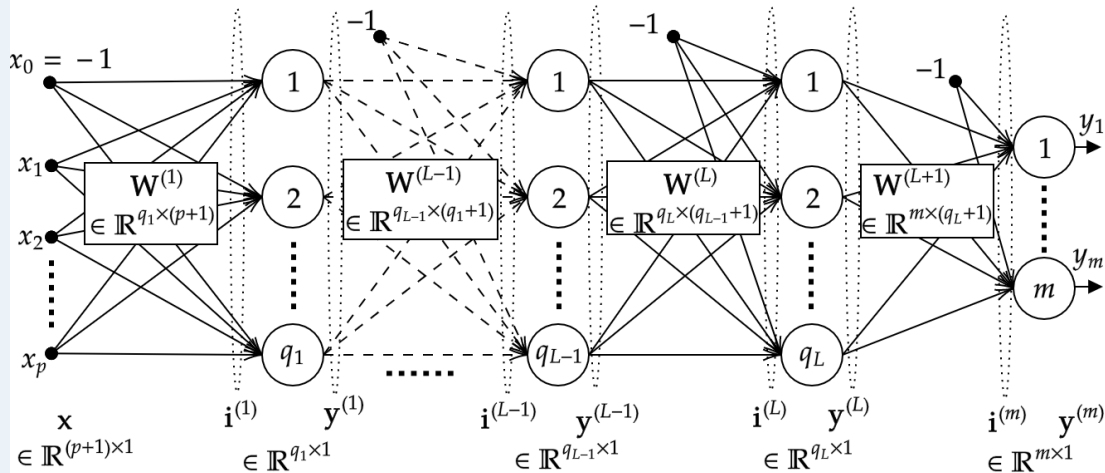 x₀ = −1
−1
−1
−1
1
1
1
1
y₁
x₁
W⁽¹⁾
∈ ℝ^{q₁×(p+1)}
W⁽ᴸ⁻¹⁾
∈ ℝ^{q_{L−1}×(q₁+1)}
W⁽ᴸ⁾
∈ ℝ^{q_L×(q_{L−1}+1)}
W⁽ᴸ⁺¹⁾
∈ ℝ^{m×(q_L+1)}
2
2
2
x₂
m
y_m
x_p
q₁
q_{L−1}
q_L
x
i⁽¹⁾
y⁽¹⁾
i⁽ᴸ⁻¹⁾
y⁽ᴸ⁻¹⁾
i⁽ᴸ⁾
y⁽ᴸ⁾
i⁽ᵐ⁾
y⁽ᵐ⁾
∈ ℝ^{(p+1)×1}
∈ ℝ^{q₁×1}
∈ ℝ^{q_{L−1}×1}
∈ ℝ^{q_L×1}
∈ ℝ^{m×1}